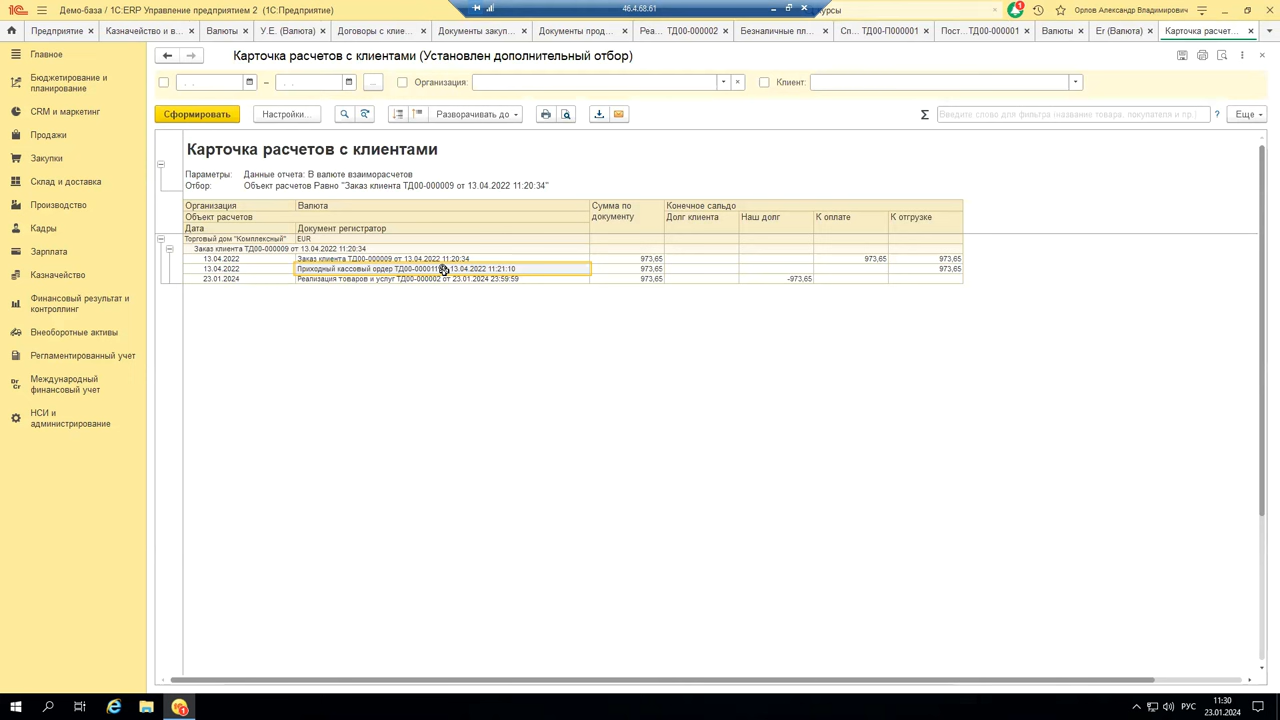 46.4.68.61
Демо-база / 1С:ERP Управление предприятием 2 (1С:Предприятие)
Орлов Александр Владимирович
Предприятие
Казначейство и в...
Валюты
У.Е. (Валюта)
Договоры с клие...
Документы закуп...
Документы прод...
Реа... ТД00-000002
Безналичные пл...
Сп... ТД00-П000001
Пост... ТД00-000001
Валюты
Er (Валюта)
Карточка расчет...
Карточка расчетов с клиентами (Установлен дополнительный отбор)
– ... Организация: Клиент:
Сформировать
Настройки...
Разворачивать до
Σ
Введите слово для фильтра (название товара, покупателя и пр.)
?
Еще
Главное
Бюджетирование и
планирование
CRM и маркетинг
Продажи
Закупки
Склад и доставка
Производство
Кадры
Зарплата
Казначейство
Финансовый результат и
контроллинг
Внеоборотные активы
Регламентированный учет
Международный
финансовый учет
НСИ и
администрирование
Карточка расчетов с клиентами
Параметры: Данные отчета: В валюте взаиморасчетов
Отбор: Объект расчетов Равно "Заказ клиента ТД00-000009 от 13.04.2022 11:20:34"
Организация Валюта Сумма по Конечное сальдо
Объект расчетов документу Долг клиента Наш долг К оплате К отгрузке
Дата Документ регистратор
Торговый дом "Комплексный" EUR
Заказ клиента ТД00-000009 от 13.04.2022 11:20:34
13.04.2022 Заказ клиента ТД00-000009 от 13.04.2022 11:20:34 973,65 973,65 973,65
13.04.2022 Приходный кассовый ордер 13.04.2022 11:21:10 973,65 973,65
23.01.2024 Реализация товаров и услуг ТД00-000002 от 23.01.2024 23:59:59 973,65 -973,65
РУС
11:30
23.01.2024